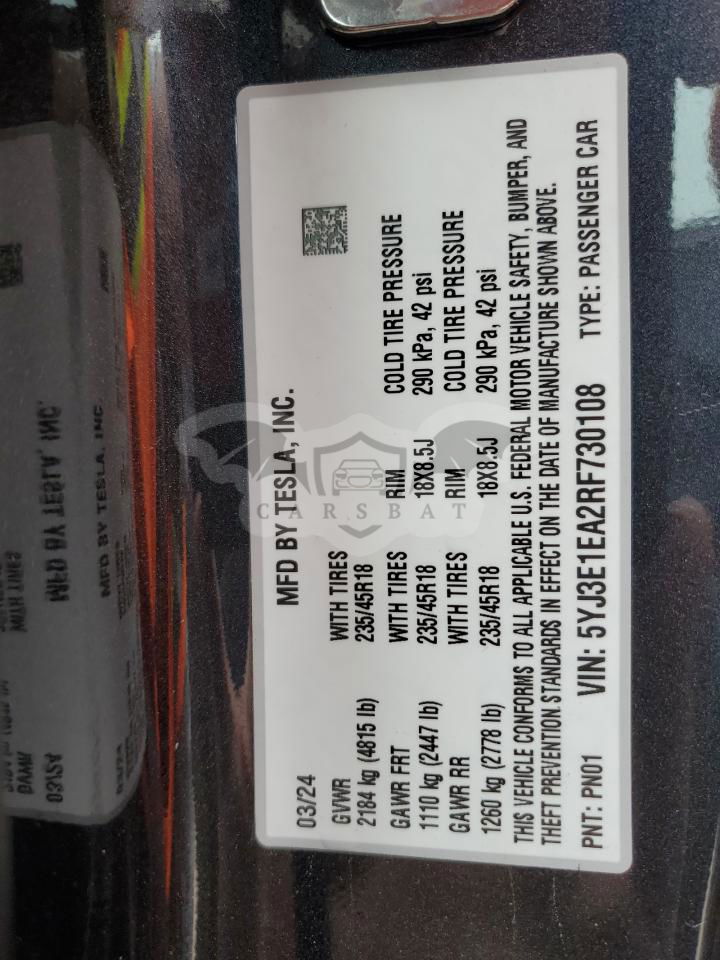 MFD BY TESLA, INC.
03/24
GVWR WITH TIRES
2184 kg (4815 lb) 235/45R18
GAWR FRT WITH TIRES RIM COLD TIRE PRESSURE
1110 kg (2447 lb) 235/45R18 18X8.5J 290 kPa, 42 psi
GAWR RR WITH TIRES RIM COLD TIRE PRESSURE
1260 kg (2778 lb) 235/45R18 18X8.5J 290 kPa, 42 psi
THIS VEHICLE CONFORMS TO ALL APPLICABLE U.S. FEDERAL MOTOR VEHICLE SAFETY, BUMPER, AND
THEFT PREVENTION STANDARDS IN EFFECT ON THE DATE OF MANUFACTURE SHOWN ABOVE.
PNT: PN01 VIN: 5YJ3E1EA2RF730108 TYPE: PASSENGER CAR
CARSBAT
MFD BY TESLA, INC.